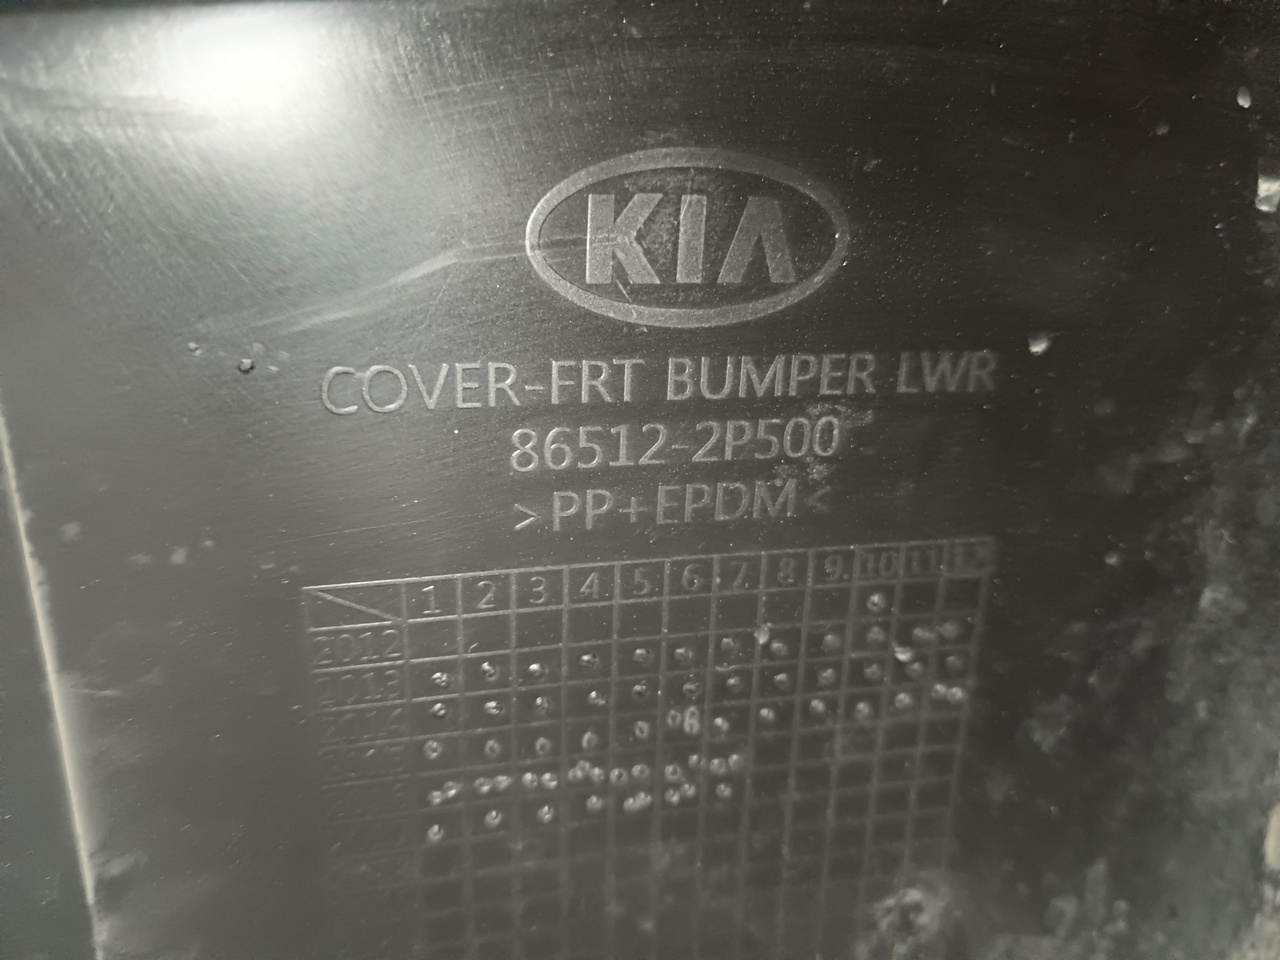 KIA
COVER-FRT BUMPER LWR
86512-2P500
>PP+EPDM<
1 2 3 4 5 6 7 8 9 10 11 12
2012
2013
2014